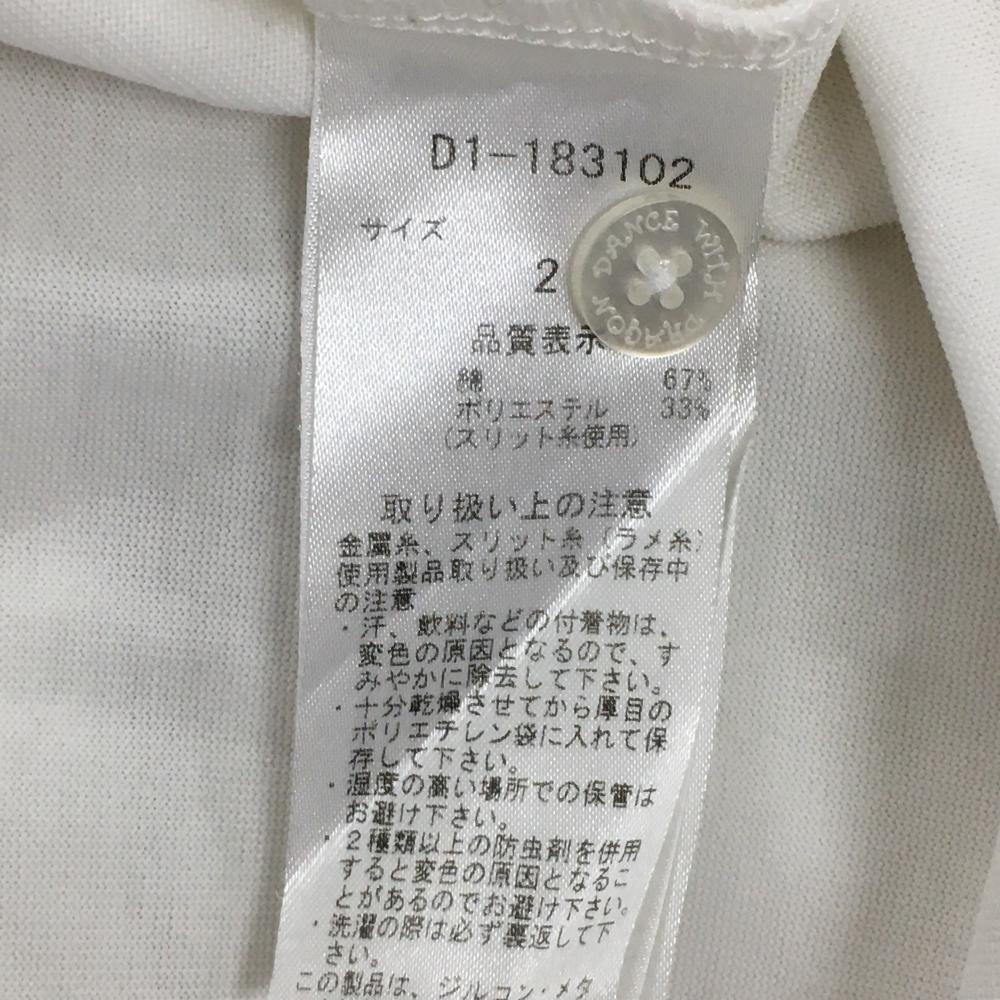 D1-183102
サイズ
2
DANCE WITH DRAGON
品質表示
綿 67%
ポリエステル 33%
(スリット糸使用)
取り扱い上の注意
金属糸、スリット糸(ラメ糸)
使用製品取り扱い及び保存中
の注意
・汗、飲料などの付着物は、
変色の原因となるので、す
みやかに除去して下さい。
・十分乾燥させてから厚目の
ポリエチレン袋に入れて保
存して下さい。
・湿度の高い場所での保管は
お避け下さい。
・2種類以上の防虫剤を併用
すると変色の原因となるこ
とがあるのでお避け下さい。
・洗濯の際は必ず裏返して下
さい。
この製品は、ジルコン・メタ